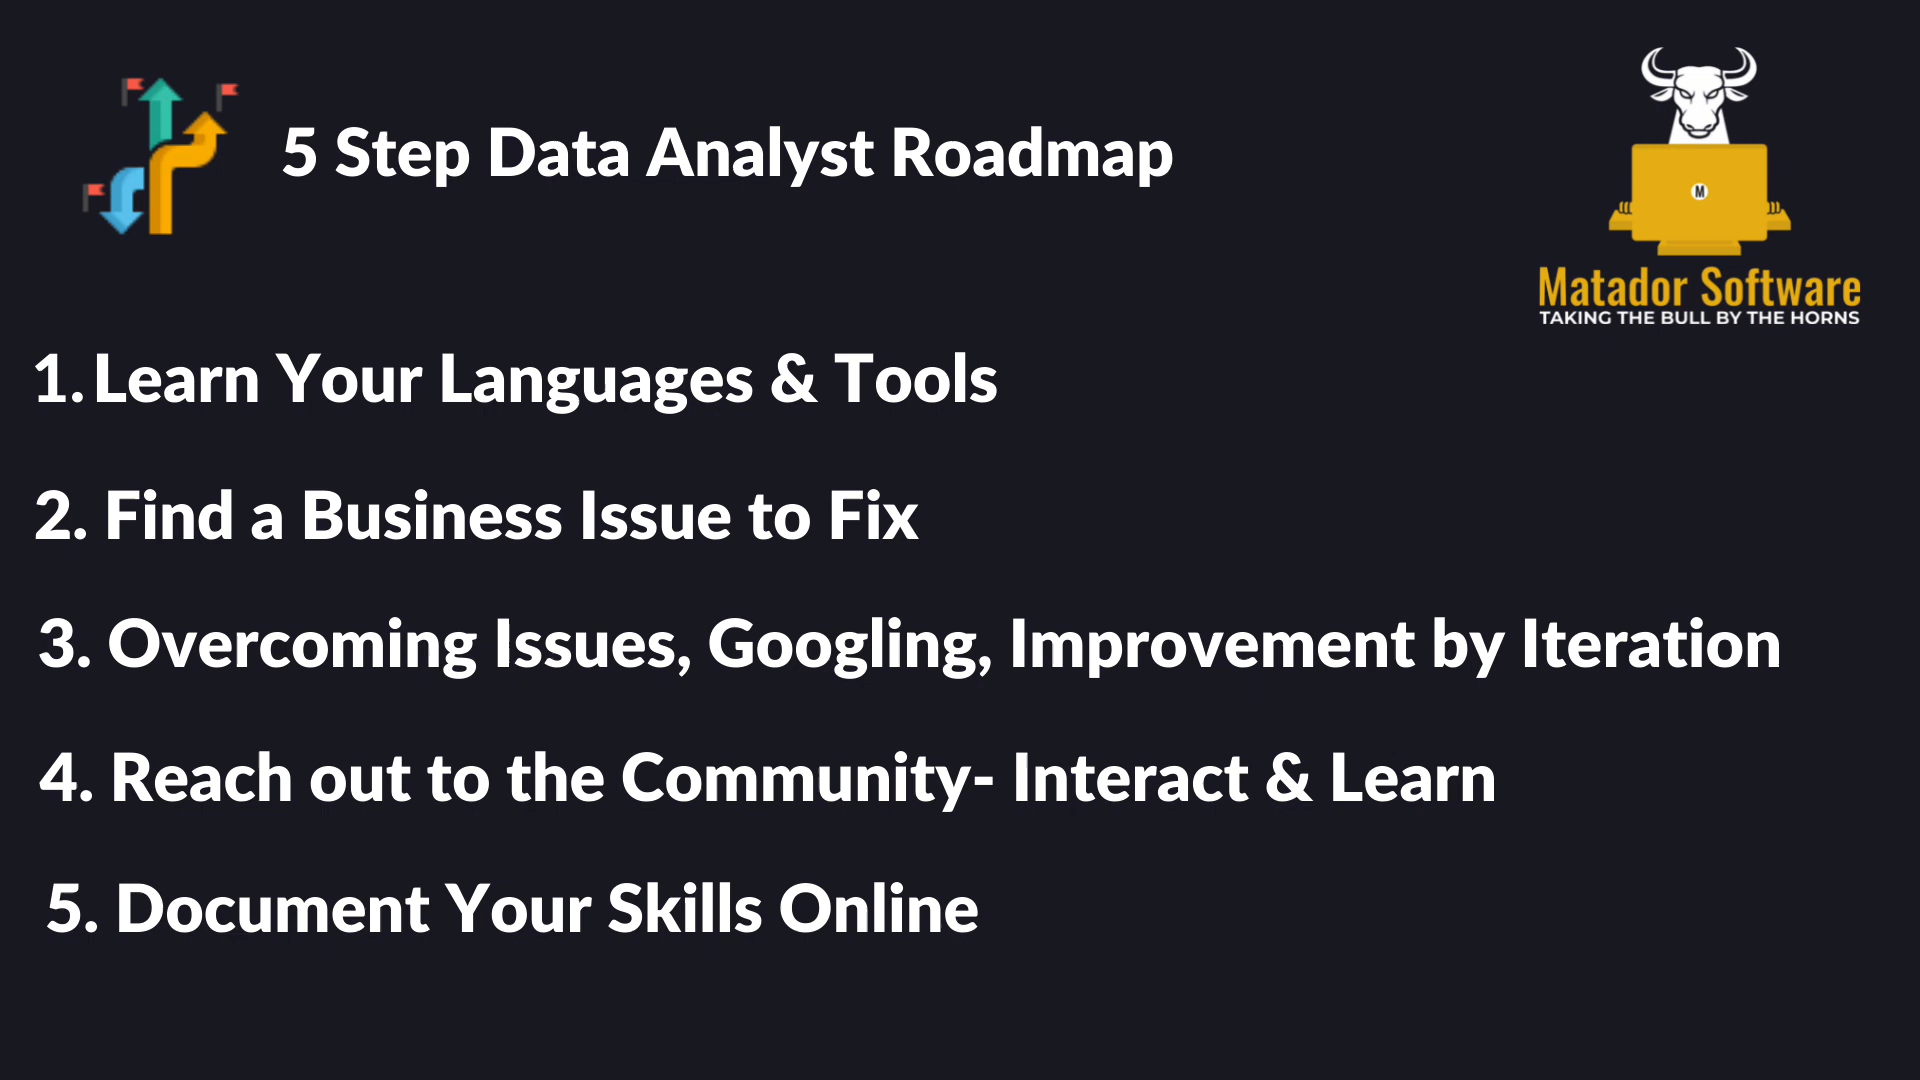 5 Step Data Analyst Roadmap
M
Matador Software
TAKING THE BULL BY THE HORNS
1. Learn Your Languages & Tools
2. Find a Business Issue to Fix
3. Overcoming Issues, Googling, Improvement by Iteration
4. Reach out to the Community- Interact & Learn
5. Document Your Skills Online